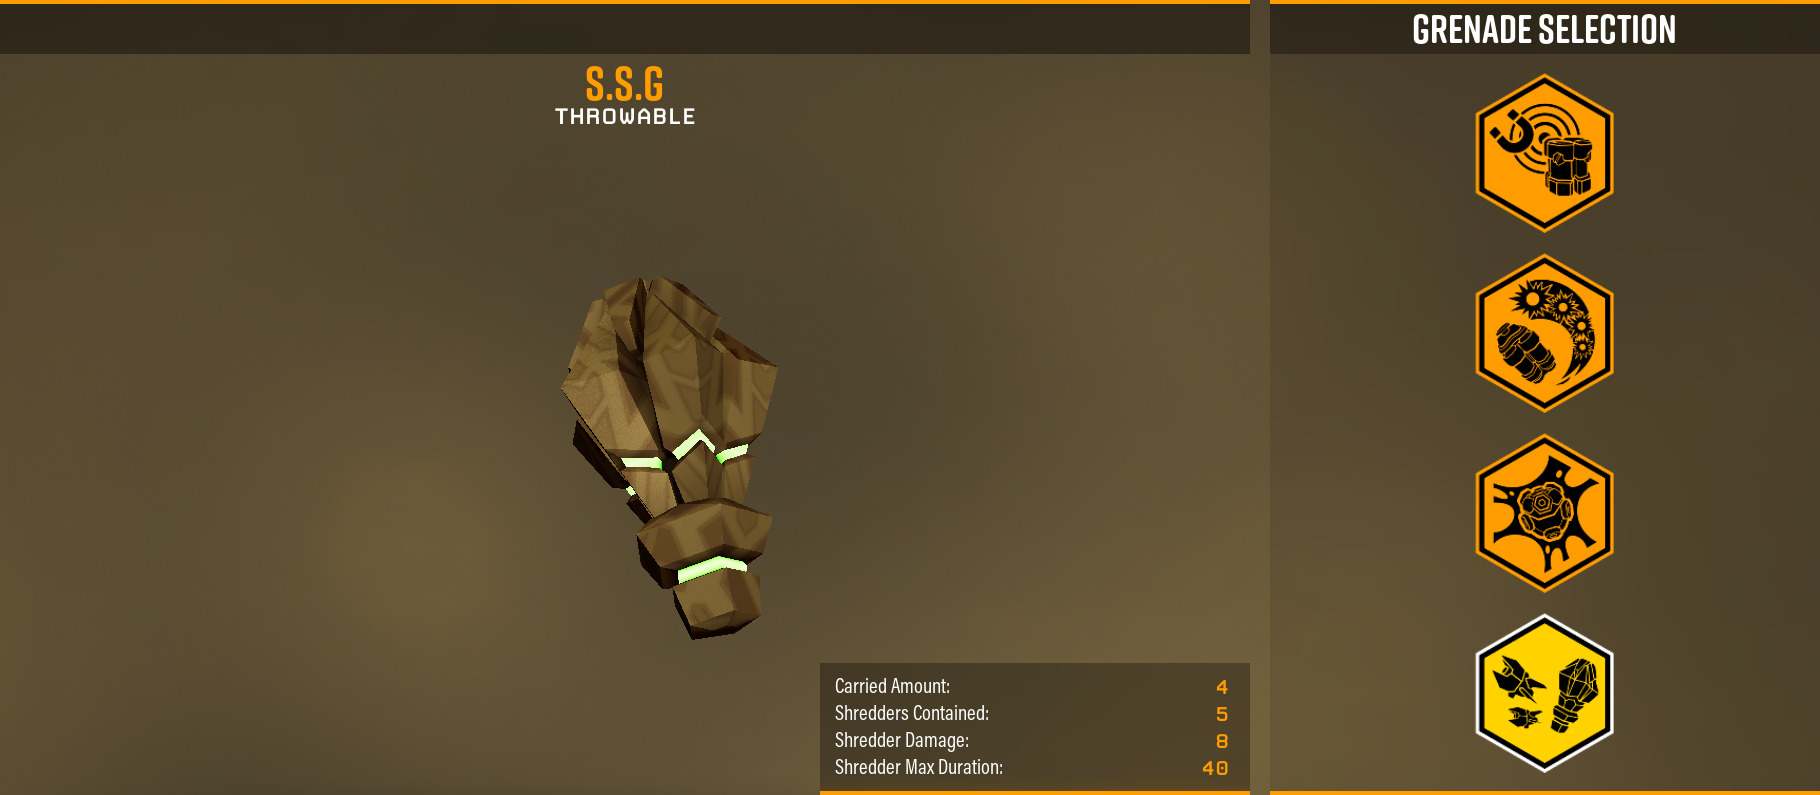 GRENADE SELECTION
S.S.G
THROWABLE
Carried Amount: 4
Shredders Contained: 5
Shredder Damage: 8
Shredder Max Duration: 40